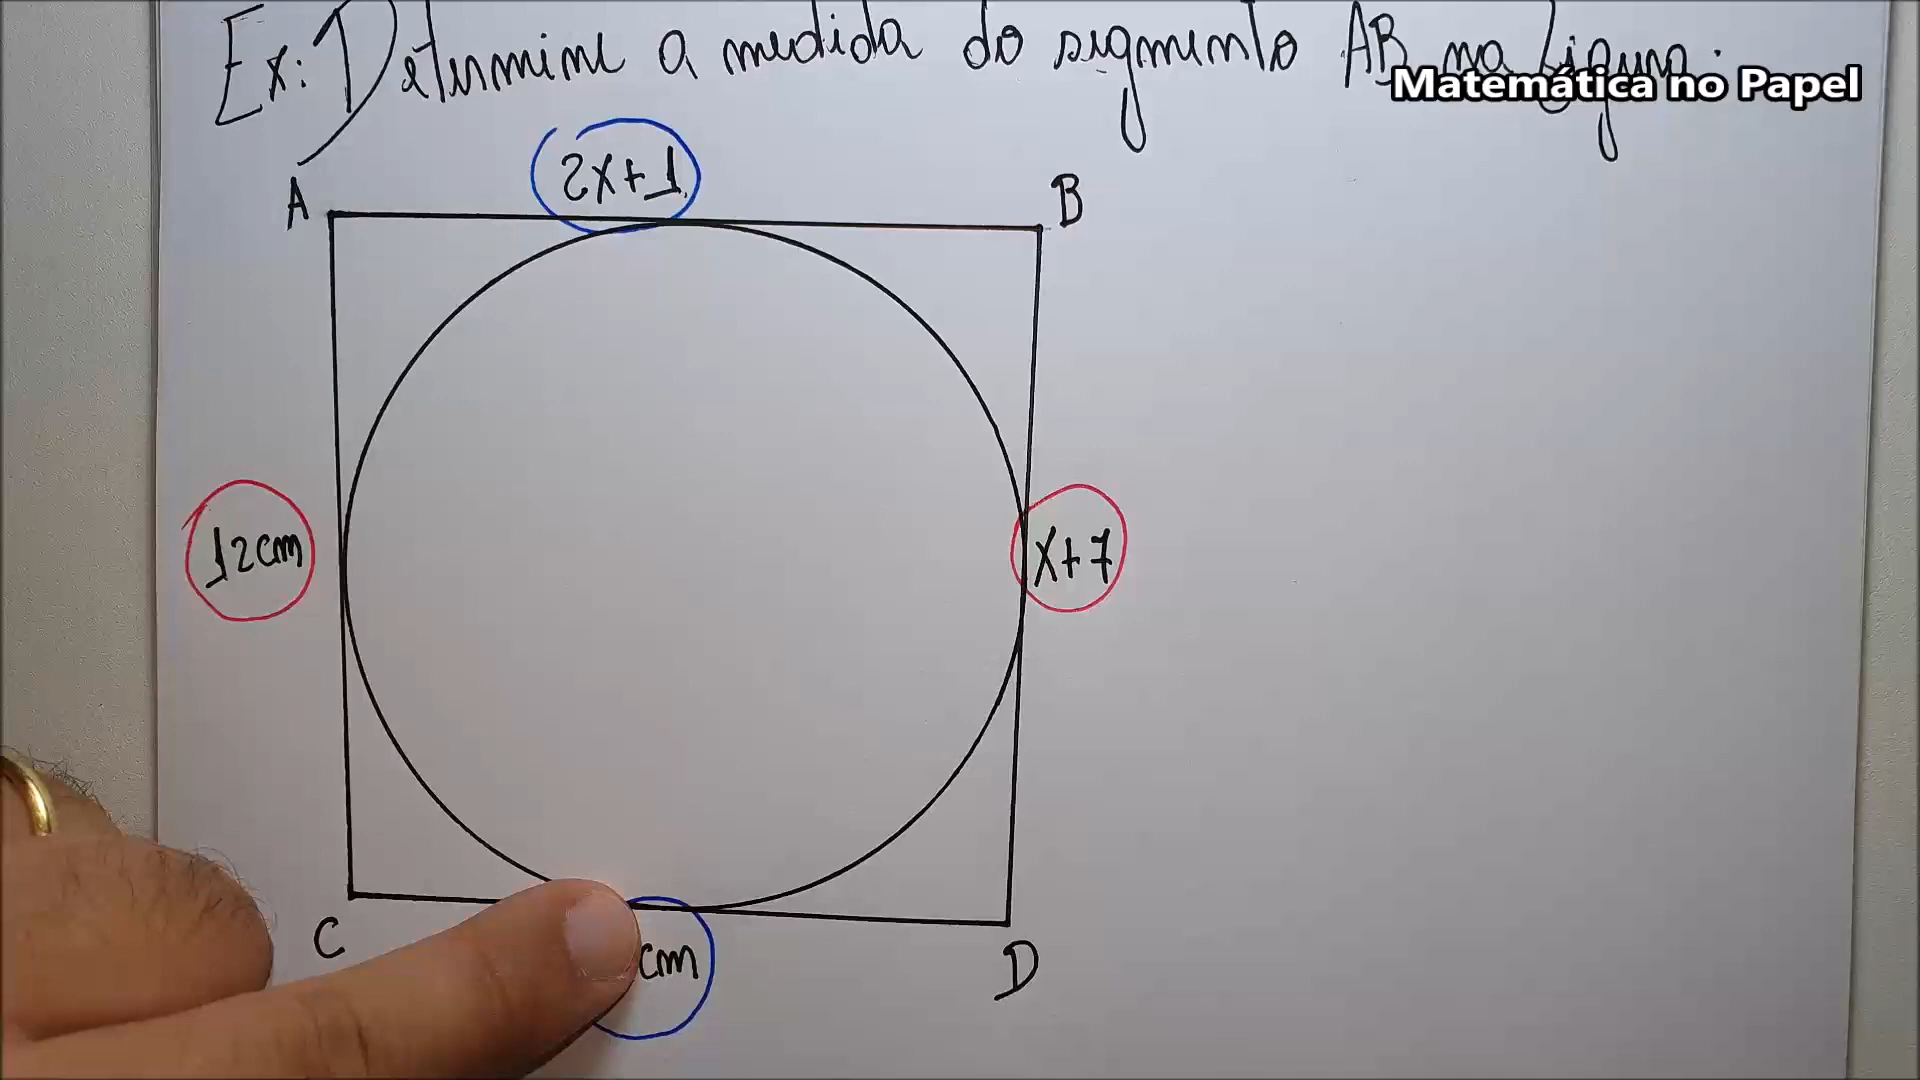 Ex: Determine a medida do segmento AB na figura.
Matemática no Papel
2x+1
A
B
12cm
x+7
C
cm
D